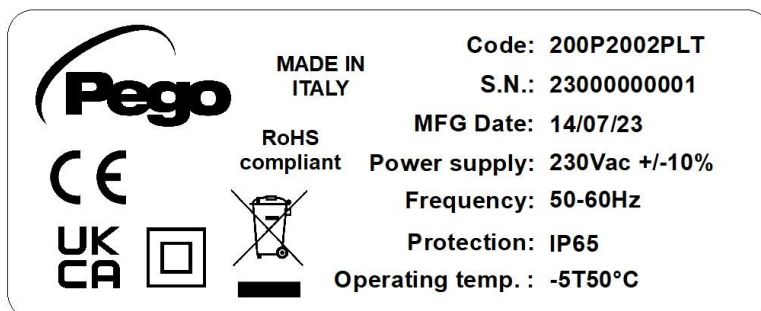 Pego
MADE IN
ITALY
RoHS
compliant
CE
UK
CA
Code: 200P2002PLT
S.N.: 23000000001
MFG Date: 14/07/23
Power supply: 230Vac +/-10%
Frequency: 50-60Hz
Protection: IP65
Operating temp. : -5T50°C